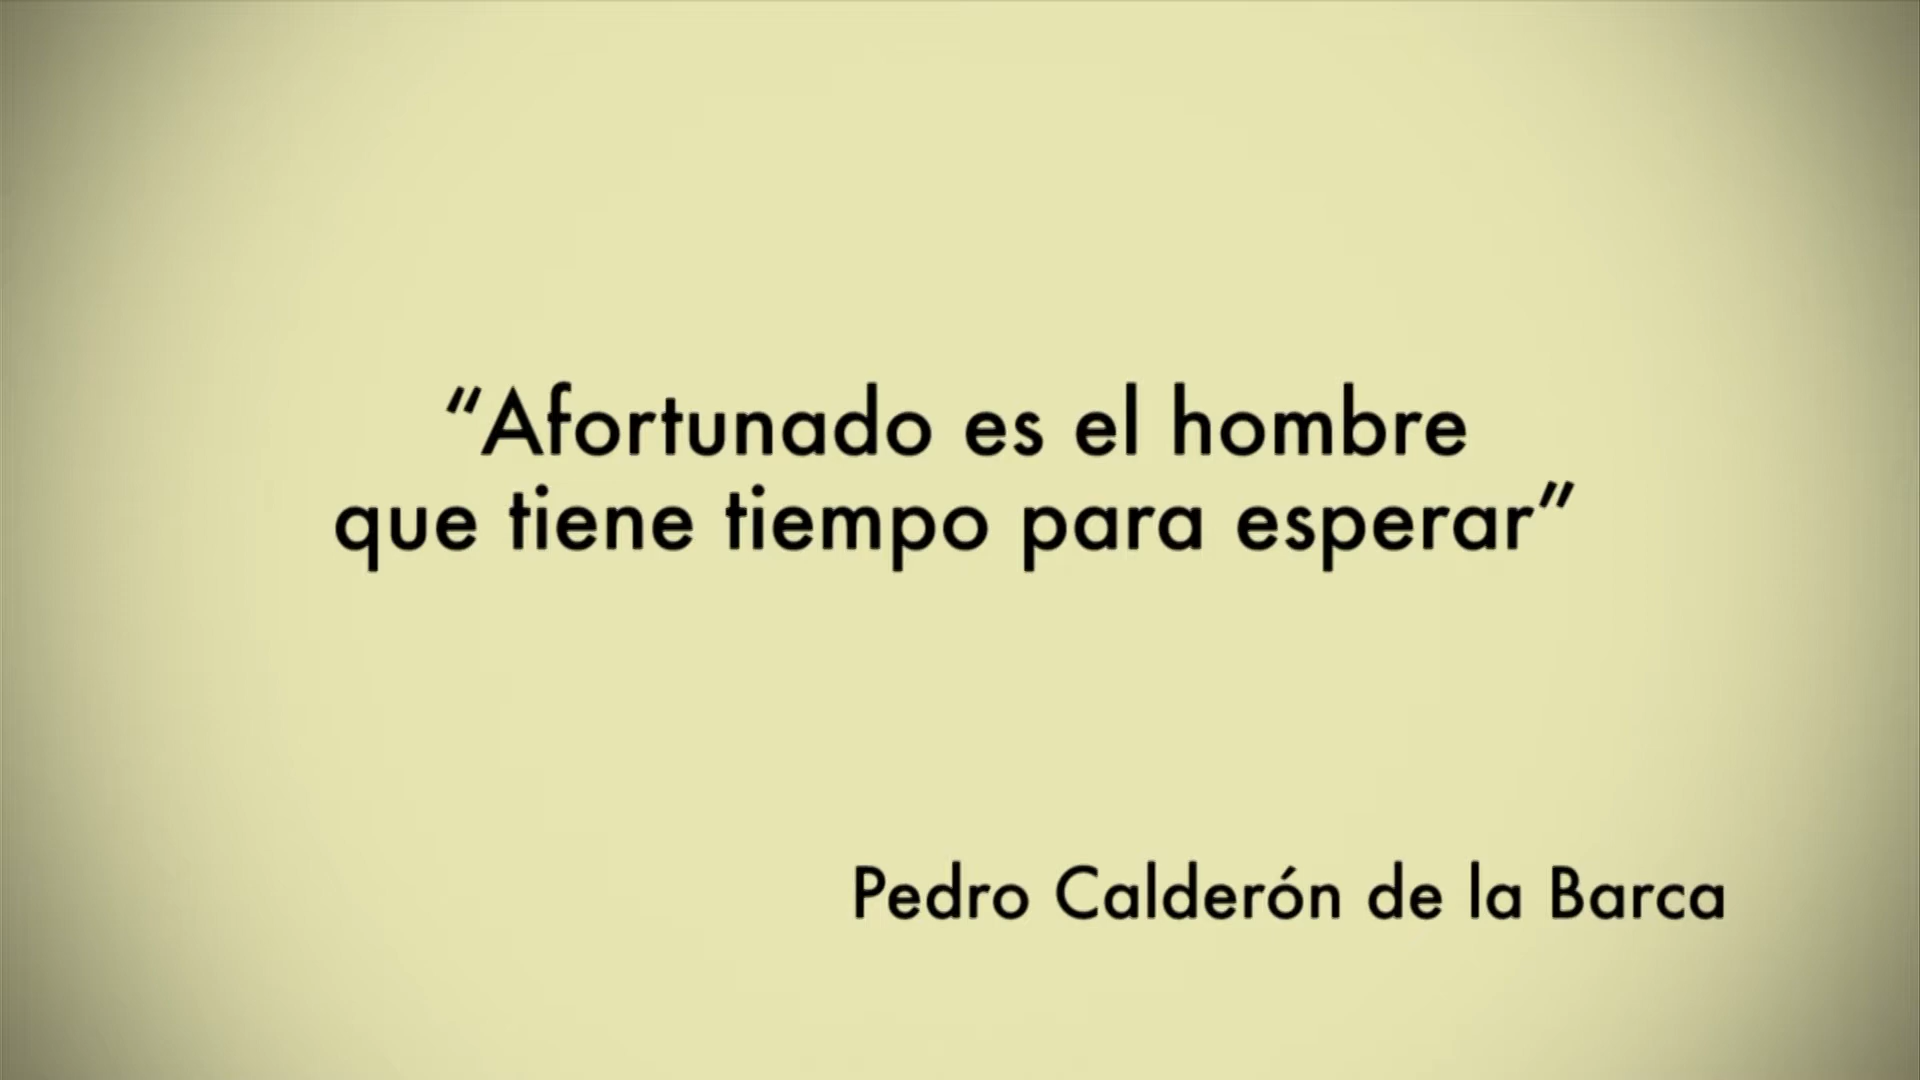 “Afortunado es el hombre
que tiene tiempo para esperar”
Pedro Calderón de la Barca